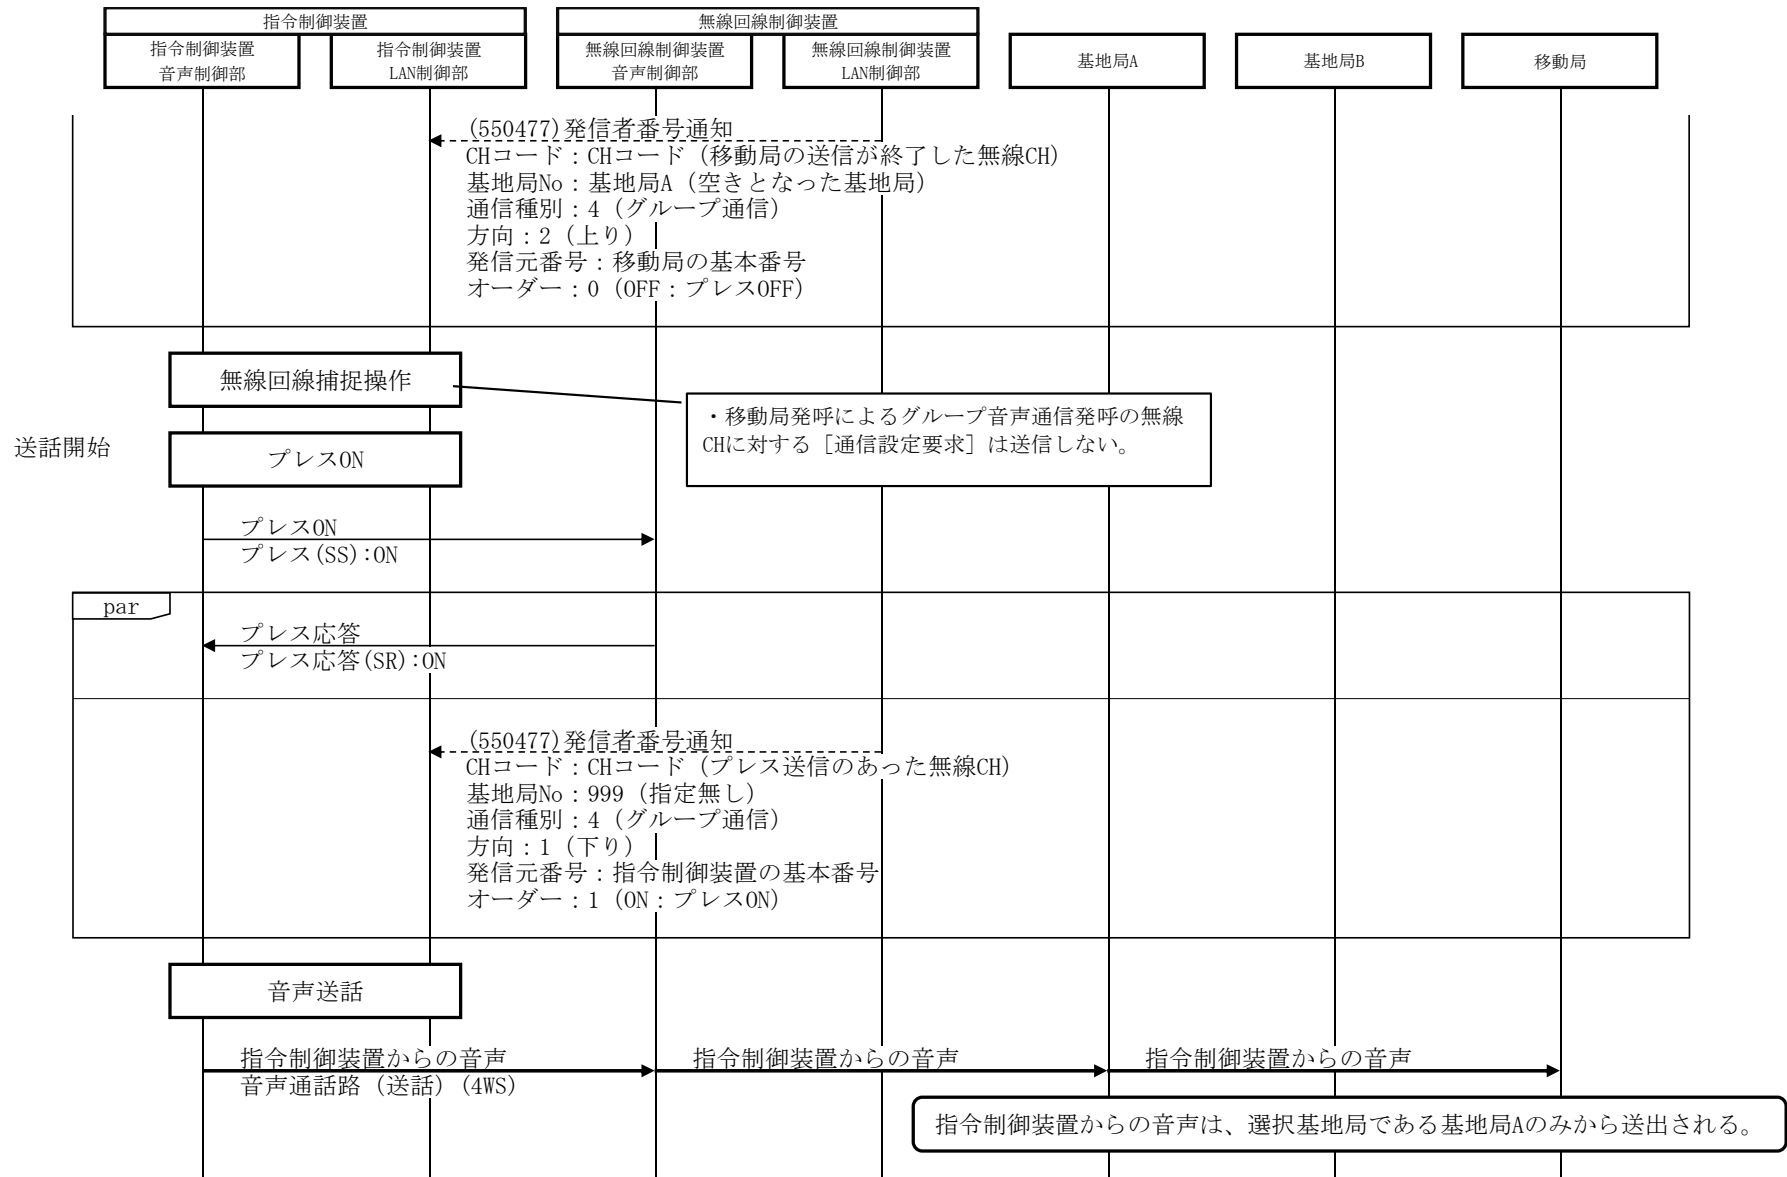 指令制御装置
無線回線制御装置
指令制御装置
音声制御部
指令制御装置
LAN制御部
無線回線制御装置
音声制御部
無線回線制御装置
LAN制御部
基地局A
基地局B
移動局
(550477)発信者番号通知
CHコード：CHコード（移動局の送信が終了した無線CH）
基地局No：基地局A（空きとなった基地局）
通信種別：4（グループ通信）
方向：2（上り）
発信元番号：移動局の基本番号
オーダー：0（OFF：プレスOFF）
無線回線捕捉操作
・移動局発呼によるグループ音声通信発呼の無線
CHに対する［通信設定要求］は送信しない。
送話開始
プレスON
プレスON
プレス(SS):ON
par
プレス応答
プレス応答(SR):ON
(550477)発信者番号通知
CHコード：CHコード（プレス送信のあった無線CH）
基地局No：999（指定無し）
通信種別：4（グループ通信）
方向：1（下り）
発信元番号：指令制御装置の基本番号
オーダー：1（ON：プレスON）
音声送話
指令制御装置からの音声
音声通話路（送話）(4WS)
指令制御装置からの音声
指令制御装置からの音声
指令制御装置からの音声は、選択基地局である基地局Aのみから送出される。